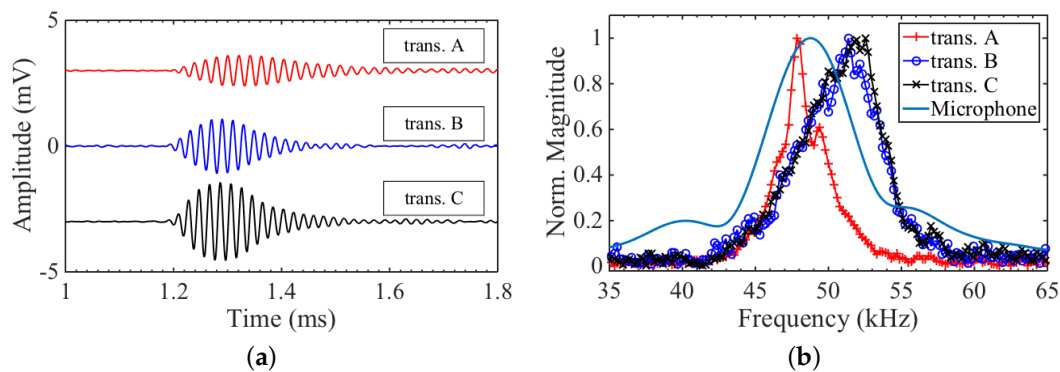 5
0
-5
Amplitude (mV)
trans. A
trans. B
trans. C
1
1.2
1.4
1.6
1.8
Time (ms)
(a)
1
0.8
0.6
0.4
0.2
0
Norm. Magnitude
trans. A
trans. B
trans. C
Microphone
35
40
45
50
55
60
65
Frequency (kHz)
(b)